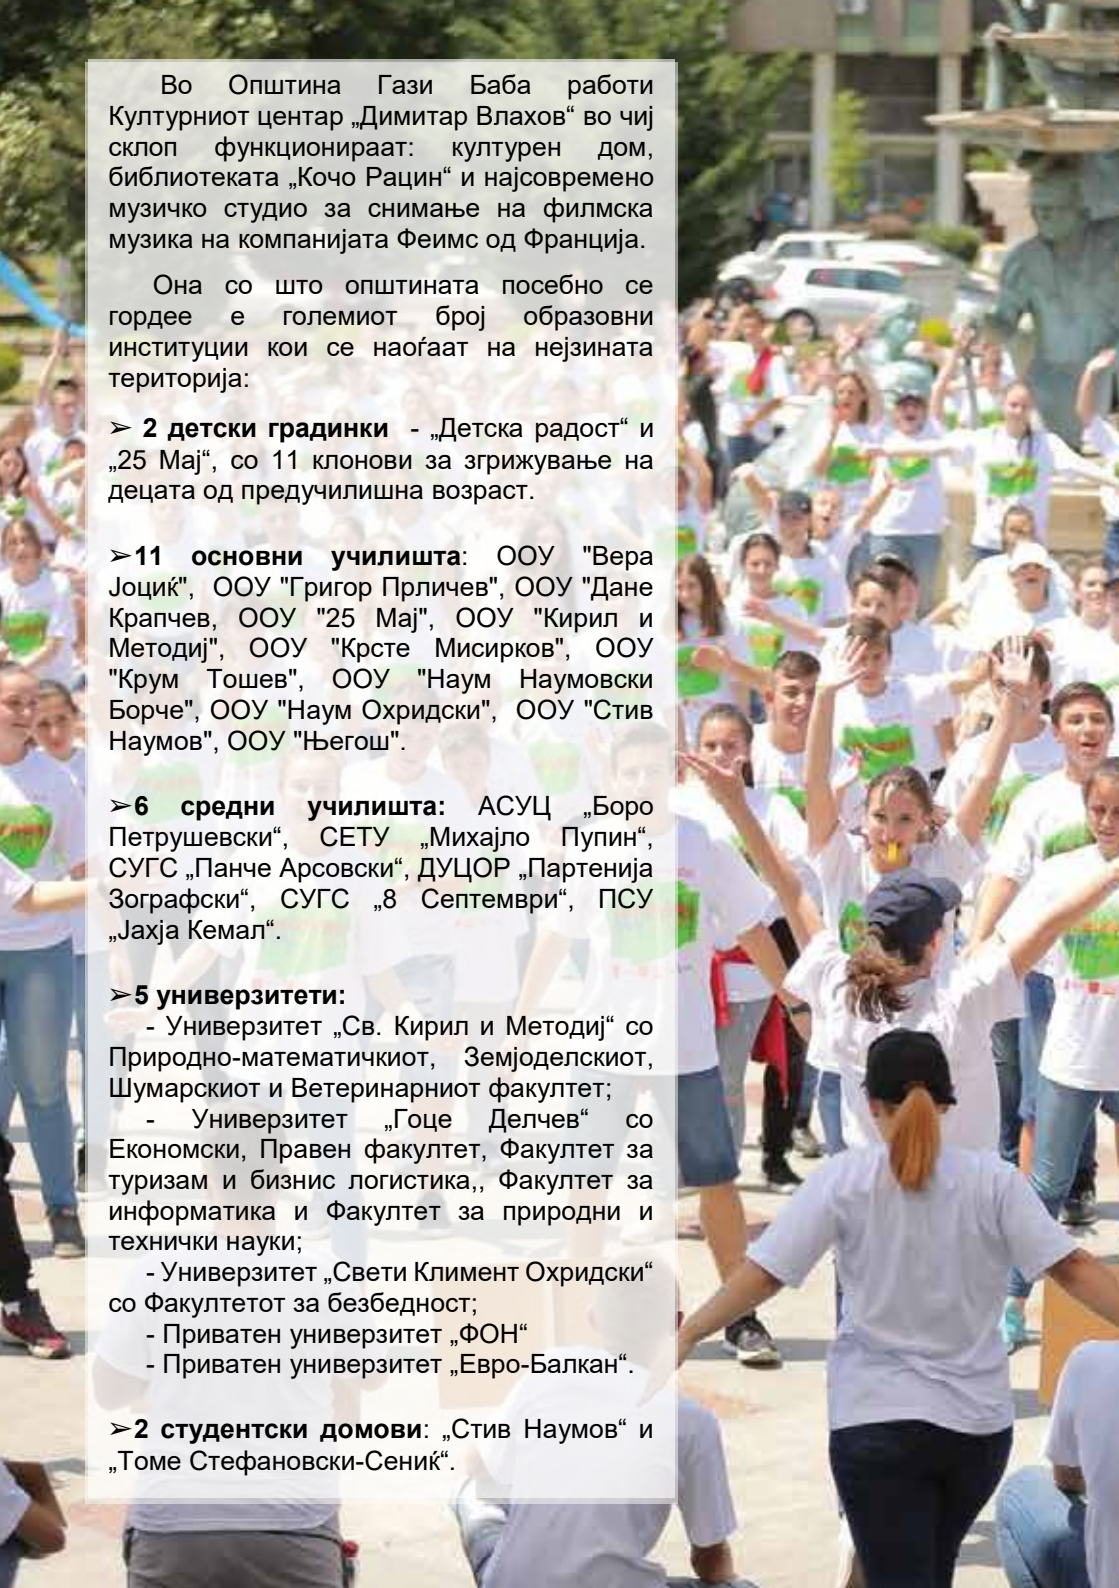 Во Општина Гази Баба работи
Културниот центар „Димитар Влахов“ во чиј
склоп функционираат: културен дом,
библиотеката „Кочо Рацин“ и најсовремено
музичко студио за снимање на филмска
музика на компанијата Феимс од Франција.
Она со што општината посебно се
гордее е големиот број образовни
институции кои се наоѓаат на нејзината
територија:
➢ 2 детски градинки - „Детска радост“ и
„25 Мај“, со 11 клонови за згрижување на
децата од предучилишна возраст.
➢11 основни училишта: ООУ "Вера
Јоциќ", ООУ "Григор Прличев", ООУ "Дане
Крапчев, ООУ "25 Мај", ООУ "Кирил и
Методиј", ООУ "Крсте Мисирков", ООУ
"Крум Тошев", ООУ "Наум Наумовски
Борче", ООУ "Наум Охридски", ООУ "Стив
Наумов", ООУ "Његош".
➢6 средни училишта: АСУЦ „Боро
Петрушевски“, СЕТУ „Михајло Пупин“,
СУГС „Панче Арсовски“, ДУЦОР „Партенија
Зографски“, СУГС „8 Септември“, ПСУ
„Јахја Кемал“.
➢5 универзитети:
- Универзитет „Св. Кирил и Методиј“ со
Природно-математичкиот, Земјоделскиот,
Шумарскиот и Ветеринарниот факултет;
- Универзитет „Гоце Делчев“ со
Економски, Правен факултет, Факултет за
туризам и бизнис логистика,, Факултет за
информатика и Факултет за природни и
технички науки;
- Универзитет „Свети Климент Охридски“
со Факултетот за безбедност;
- Приватен универзитет „ФОН“
- Приватен универзитет „Евро-Балкан“.
➢2 студентски домови: „Стив Наумов“ и
„Томе Стефановски-Сениќ“.